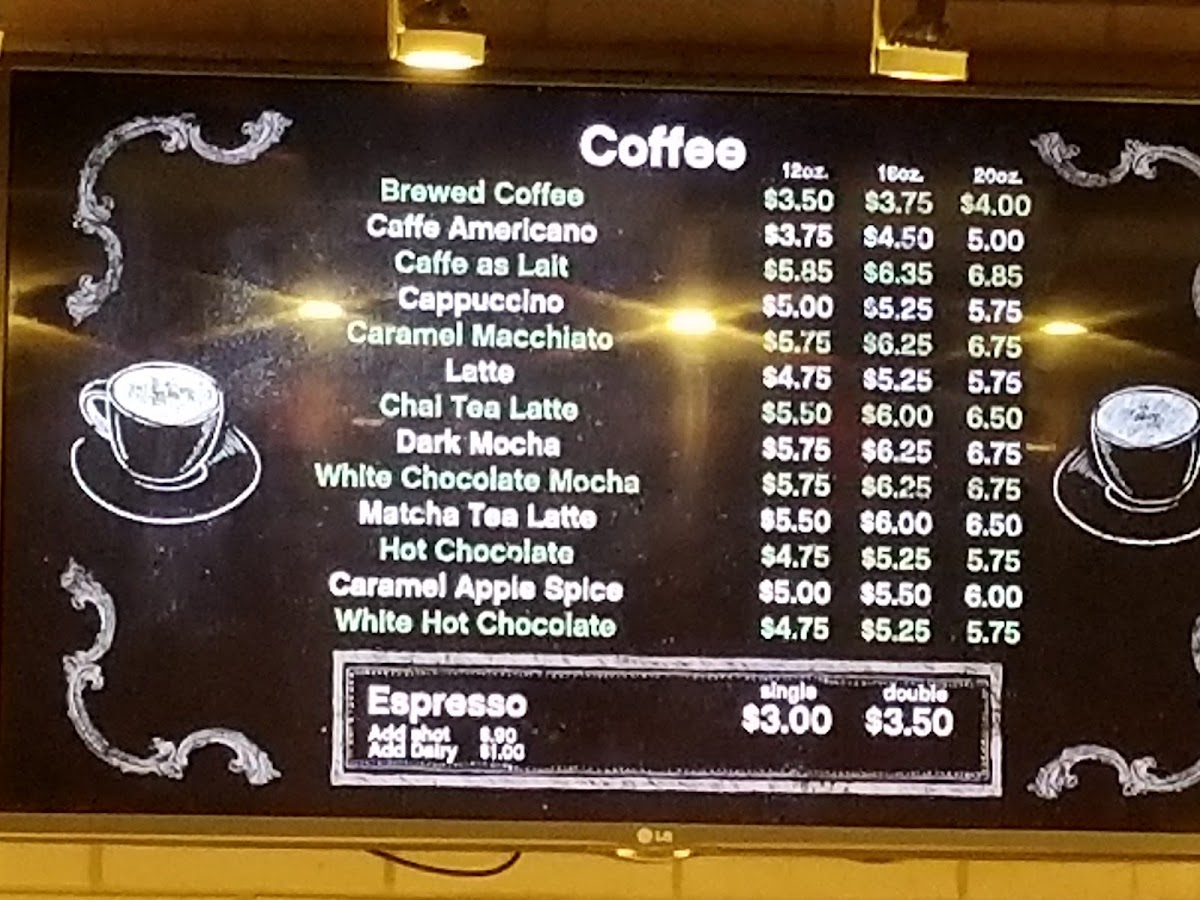 Coffee
12oz. 16oz. 20oz.
Brewed Coffee $3.50 $3.75 $4.00
Caffe Americano $3.75 $4.50 5.00
Caffe as Lait $5.85 $6.35 6.85
Cappuccino $5.00 $5.25 5.75
Caramel Macchiato $5.75 $6.25 6.75
Latte $4.75 $5.25 5.75
Chai Tea Latte $5.50 $6.00 6.50
Dark Mocha $5.75 $6.25 6.75
White Chocolate Mocha $5.75 $6.25 6.75
Matcha Tea Latte $5.50 $6.00 6.50
Hot Chocolate $4.75 $5.25 5.75
Caramel Apple Spice $5.00 $5.50 6.00
White Hot Chocolate $4.75 $5.25 5.75
single double
Espresso $3.00 $3.50
Add shot $.90
Add Dairy $1.00
LG